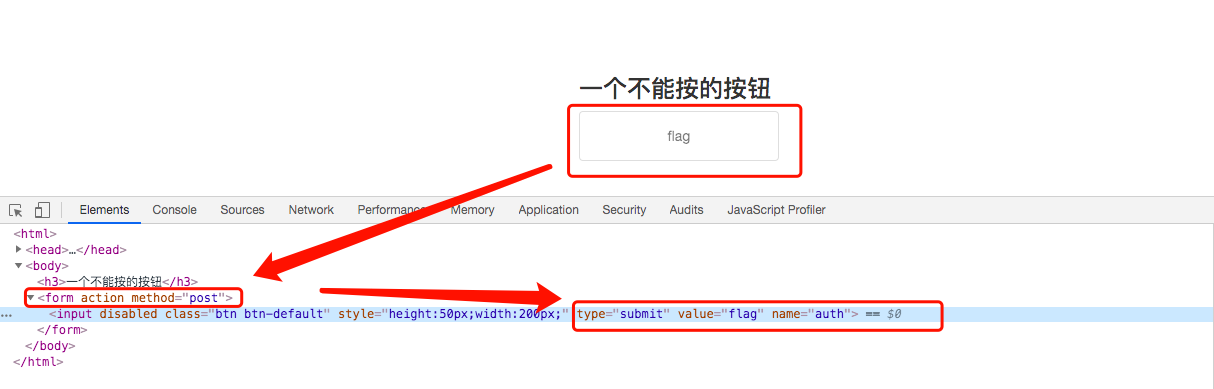 一个不能按的按钮
flag
Elements Console Sources Network Performance Memory Application Security Audits JavaScript Profiler
<html>
<head>…</head>
<body>
<h3>一个不能按的按钮</h3>
<form action method="post">
<input disabled class="btn btn-default" style="height:50px;width:200px;" type="submit" value="flag" name="auth"> == $0
</form>
</body>
</html>